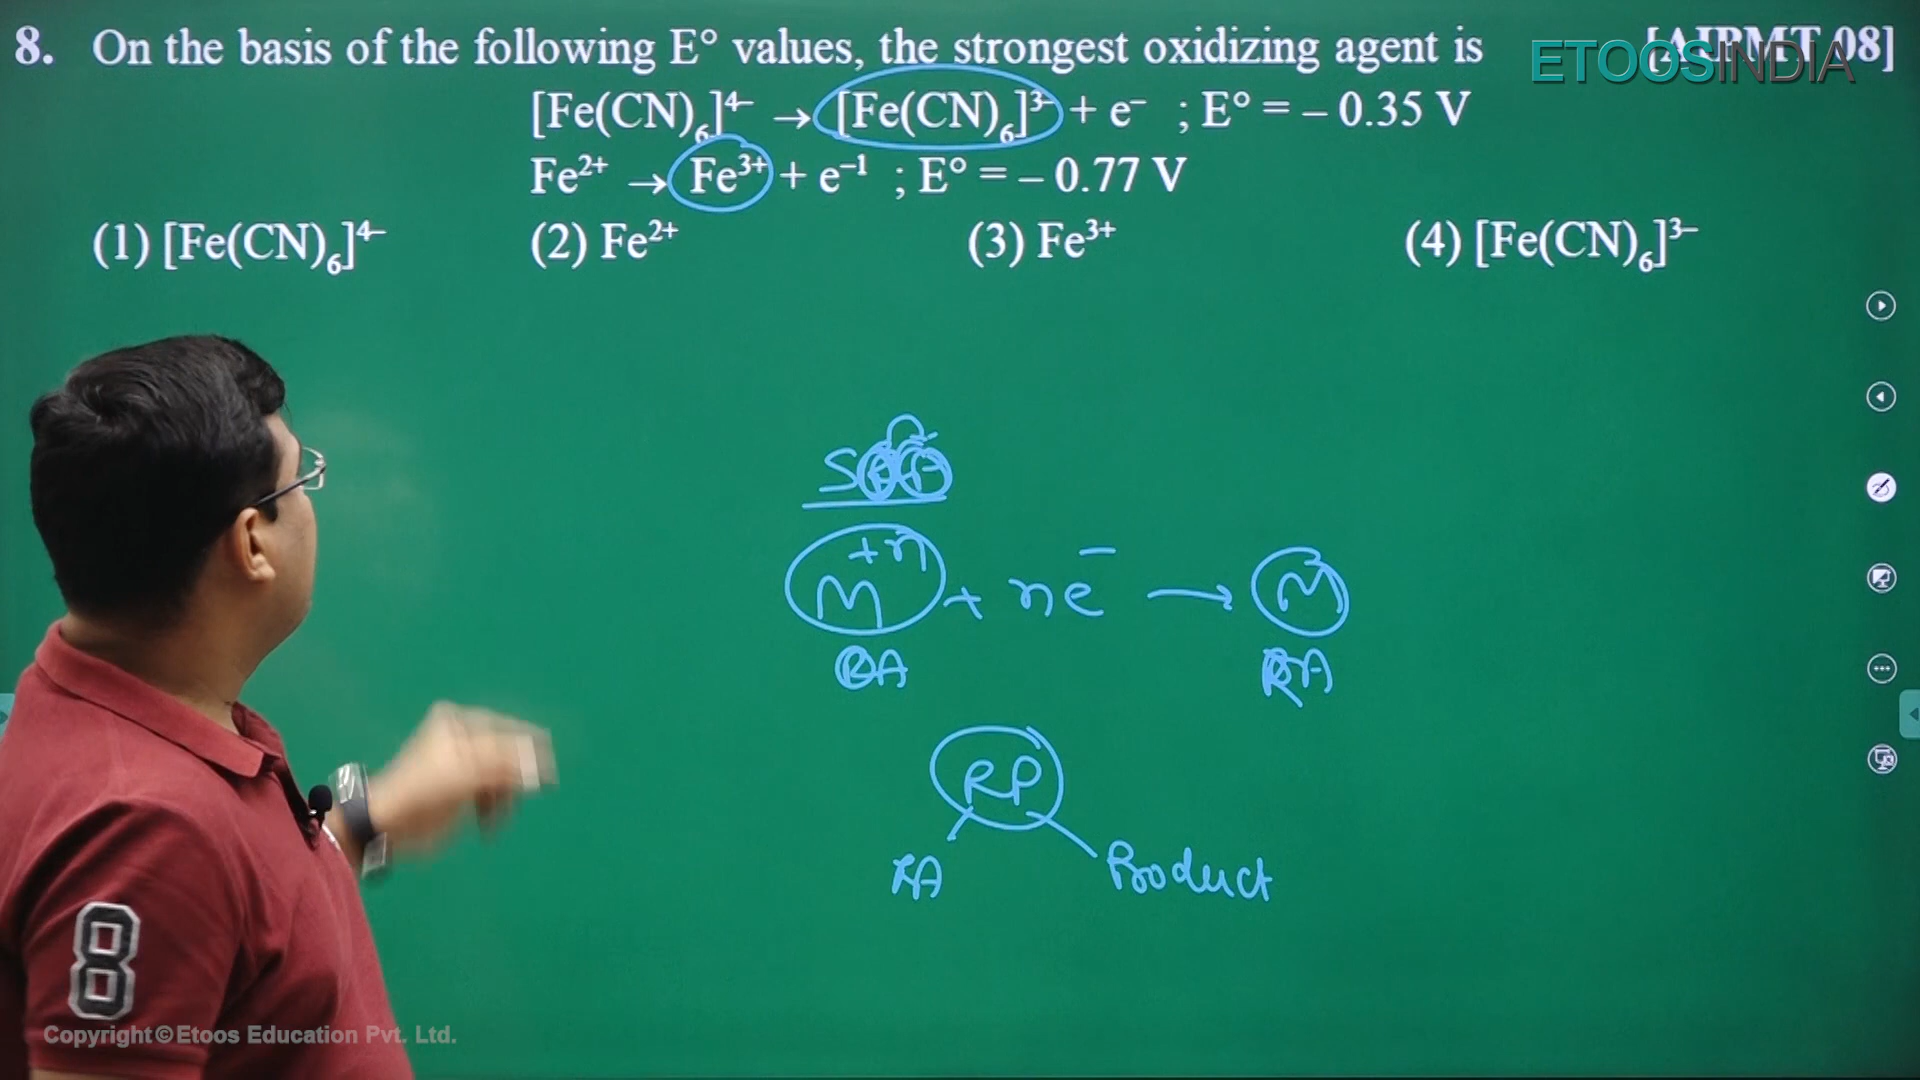 8. On the basis of the following E° values, the strongest oxidizing agent is [AIPMT 08]
ETOOSINDIA
[Fe(CN)₆]⁴⁻ → [Fe(CN)₆]³⁻ + e⁻ ; E° = – 0.35 V
Fe²⁺ → Fe³⁺ + e⁻¹ ; E° = – 0.77 V
(1) [Fe(CN)₆]⁴⁻ (2) Fe²⁺ (3) Fe³⁺ (4) [Fe(CN)₆]³⁻
M⁺ⁿ + ne⁻ → M
OA RA
RP
RA Product
8
Copyright © Etoos Education Pvt. Ltd.